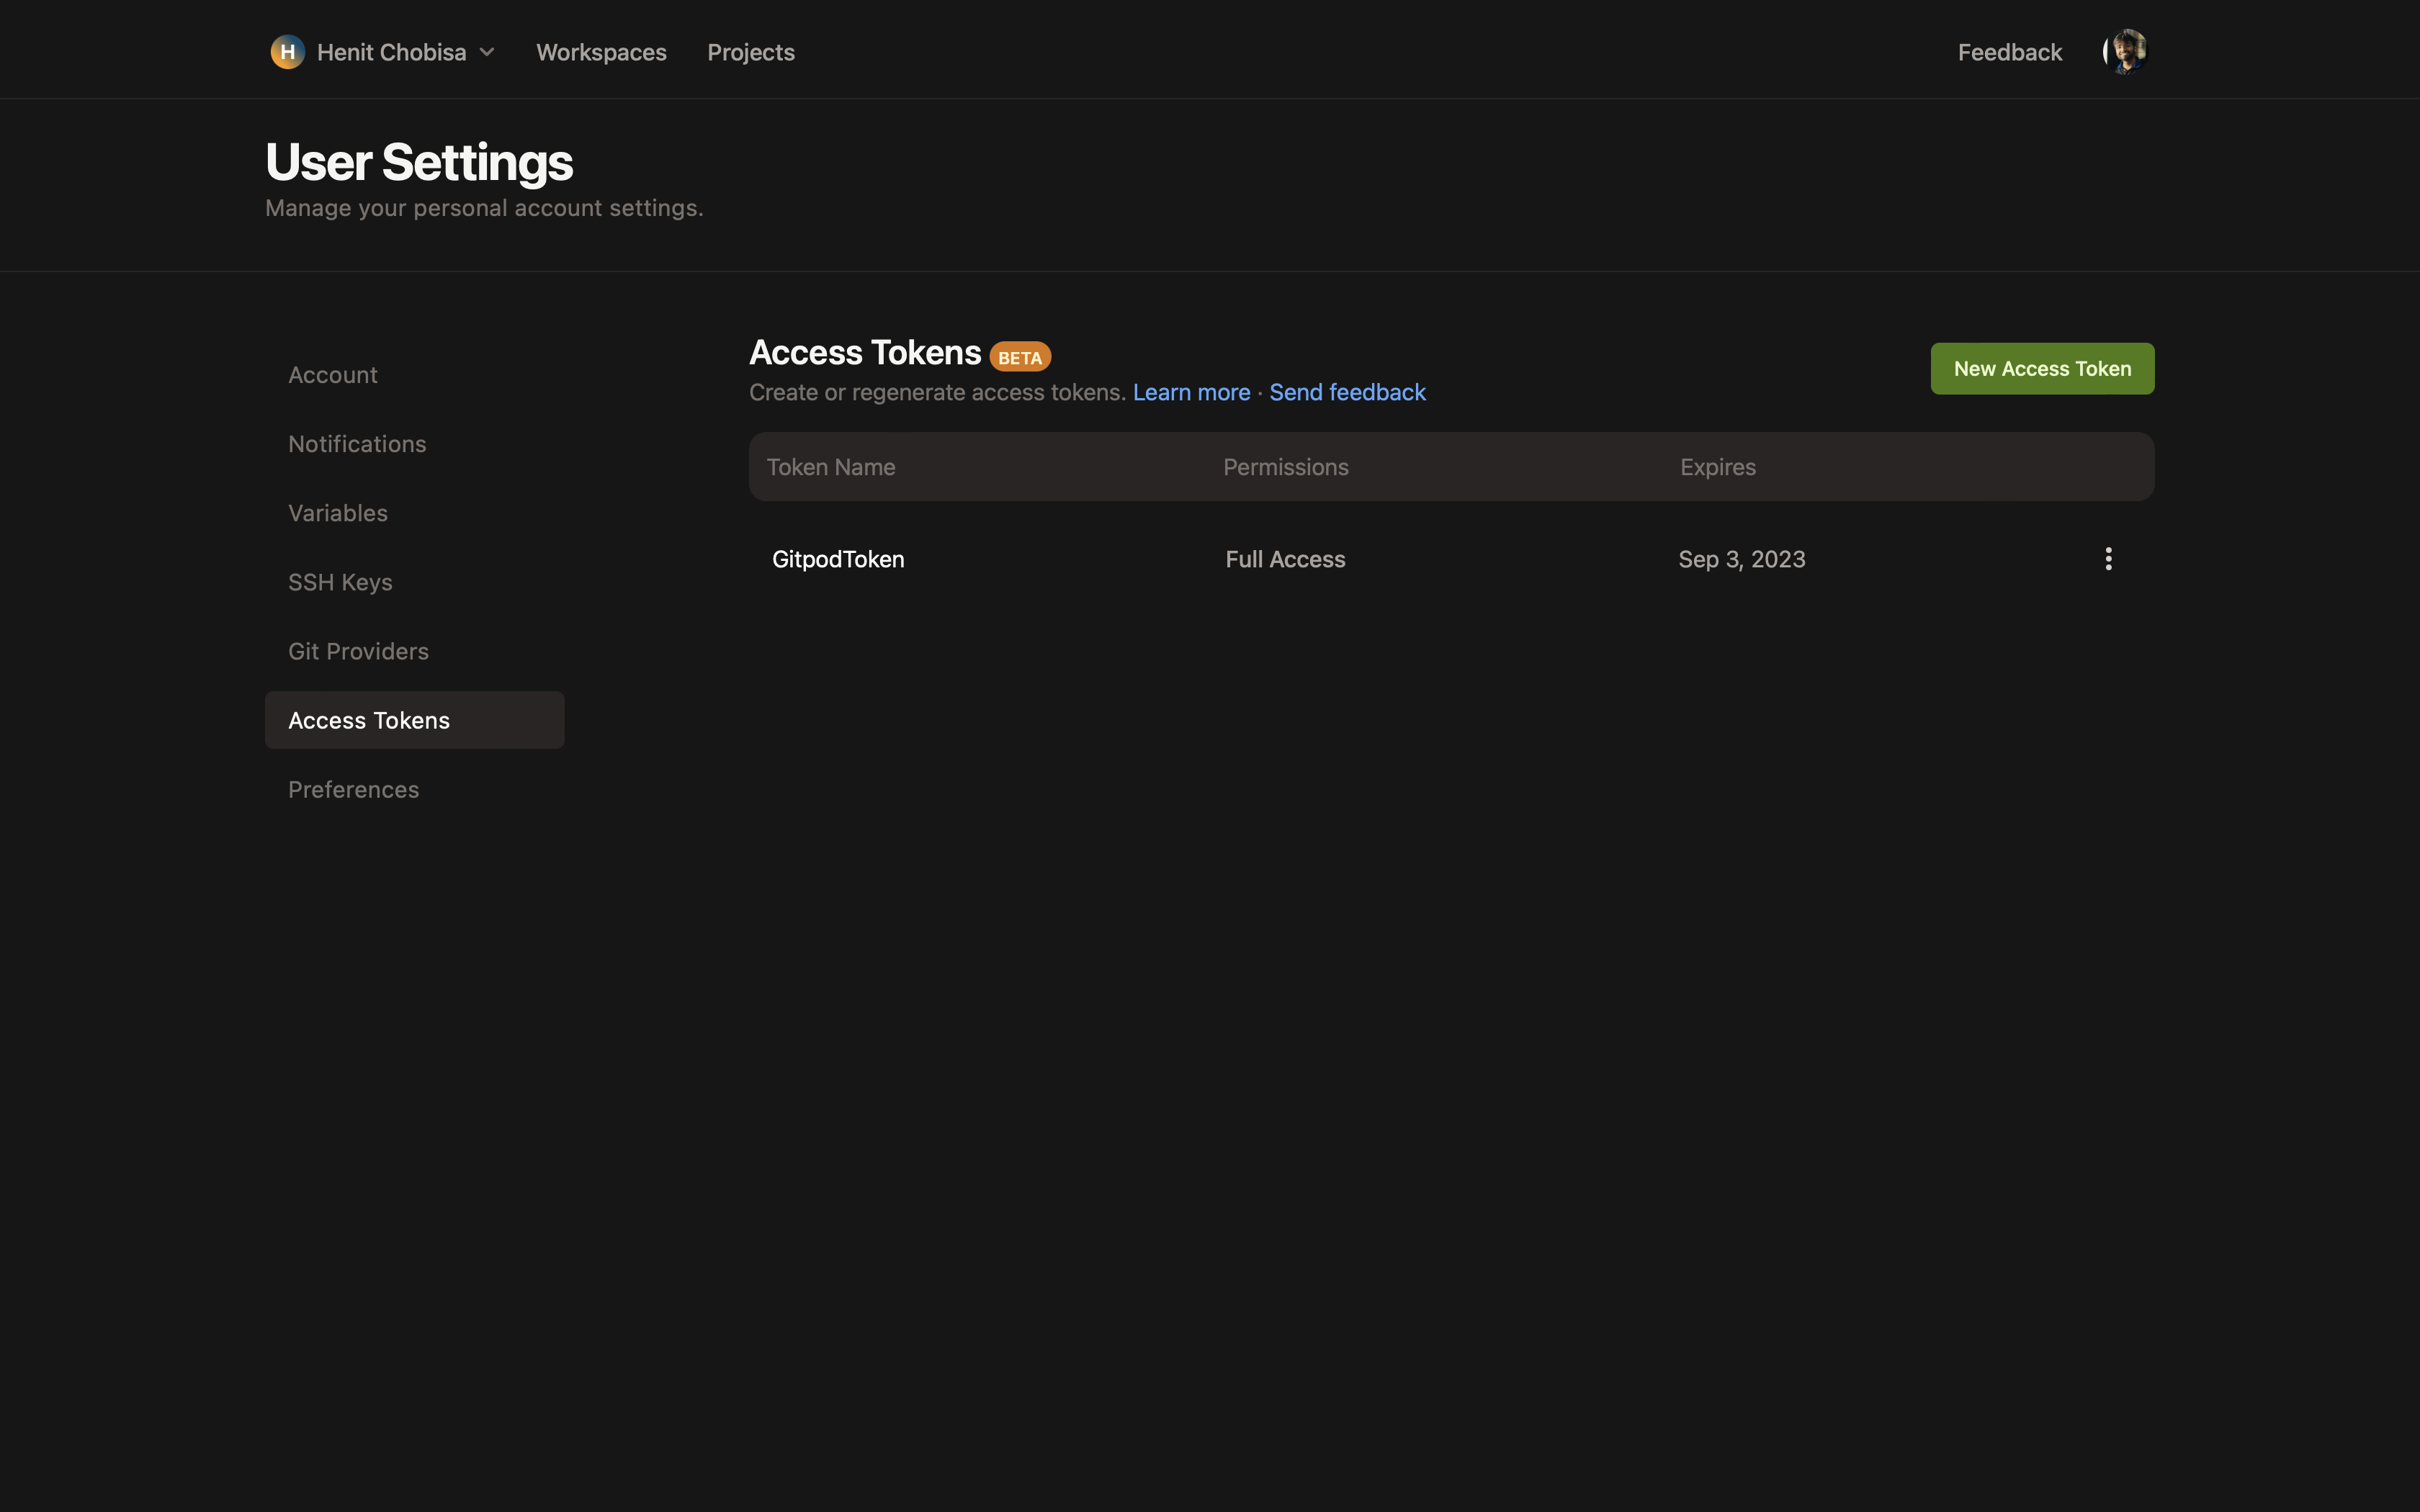 H Henit Chobisa Workspaces Projects Feedback
User Settings
Manage your personal account settings.
Account
Notifications
Variables
SSH Keys
Git Providers
Access Tokens
Preferences
Access Tokens BETA
Create or regenerate access tokens. Learn more · Send feedback
New Access Token
Token Name Permissions Expires
GitpodToken Full Access Sep 3, 2023